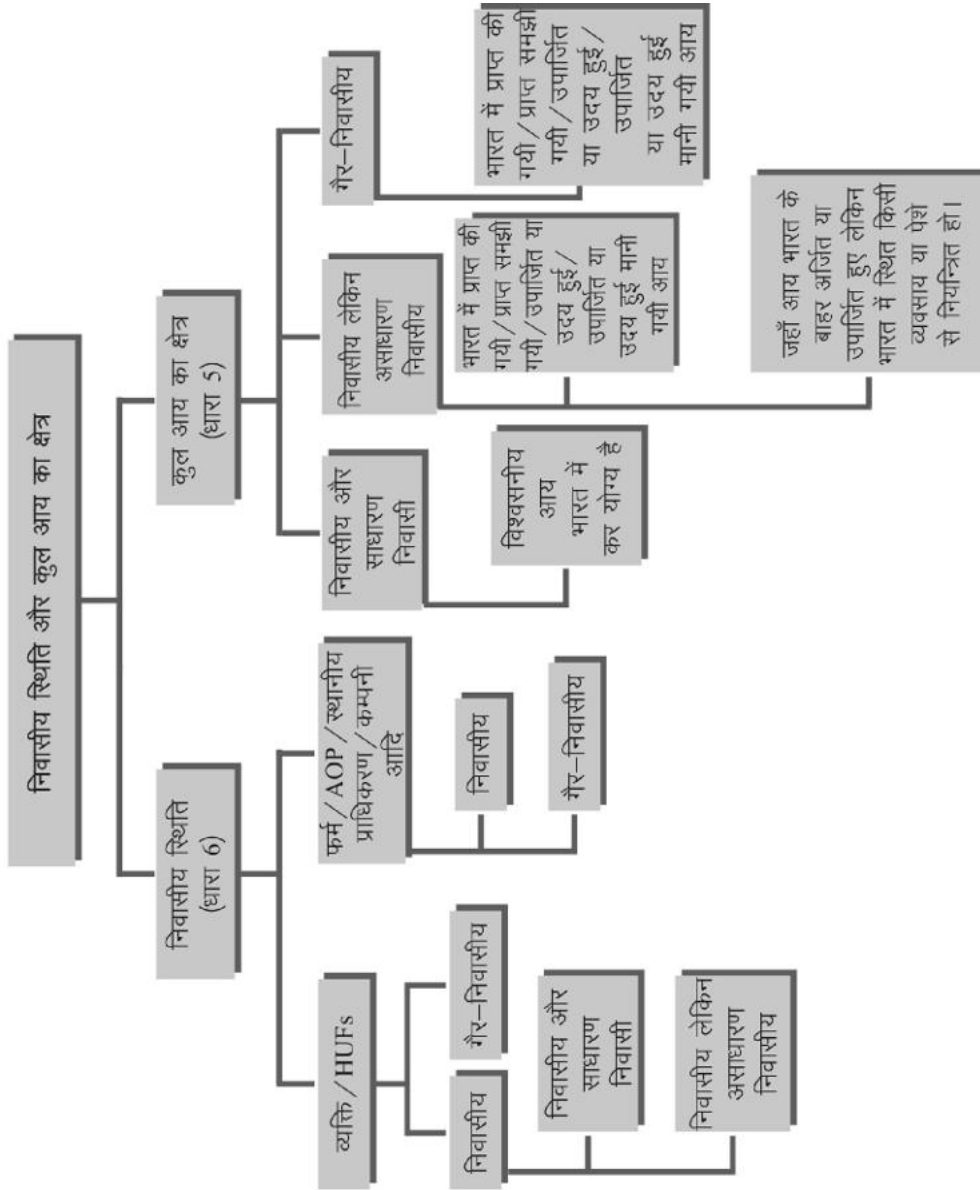 निवासीय स्थिति और कुल आय का क्षेत्र
निवासीय स्थिति
(धारा 6)
व्यक्ति / HUFs
निवासीय
निवासीय और
साधारण
निवासी
निवासीय लेकिन
असाधारण
निवासीय
गैर–निवासीय
फर्म / AOP / स्थानीय
प्राधिकरण / कम्पनी
आदि
निवासीय
गैर–निवासीय
कुल आय का क्षेत्र
(धारा 5)
निवासीय और
साधारण
निवासी
विश्वसनीय
आय
भारत में
कर योग्य है
निवासीय लेकिन
असाधारण
निवासीय
भारत में प्राप्त की
गयी / प्राप्त समझी
गयी / उपार्जित या
उदय हुई /
उपार्जित या
उदय हुई मानी
गयी आय
जहाँ आय भारत के
बाहर अर्जित या
उपार्जित हुए लेकिन
भारत में स्थित किसी
व्यवसाय या पेशे
से नियन्त्रित हो।
गैर–निवासीय
भारत में प्राप्त की
गयी / प्राप्त समझी
गयी / उपार्जित
या उदय हुई /
उपार्जित
या उदय हुई
मानी गयी आय